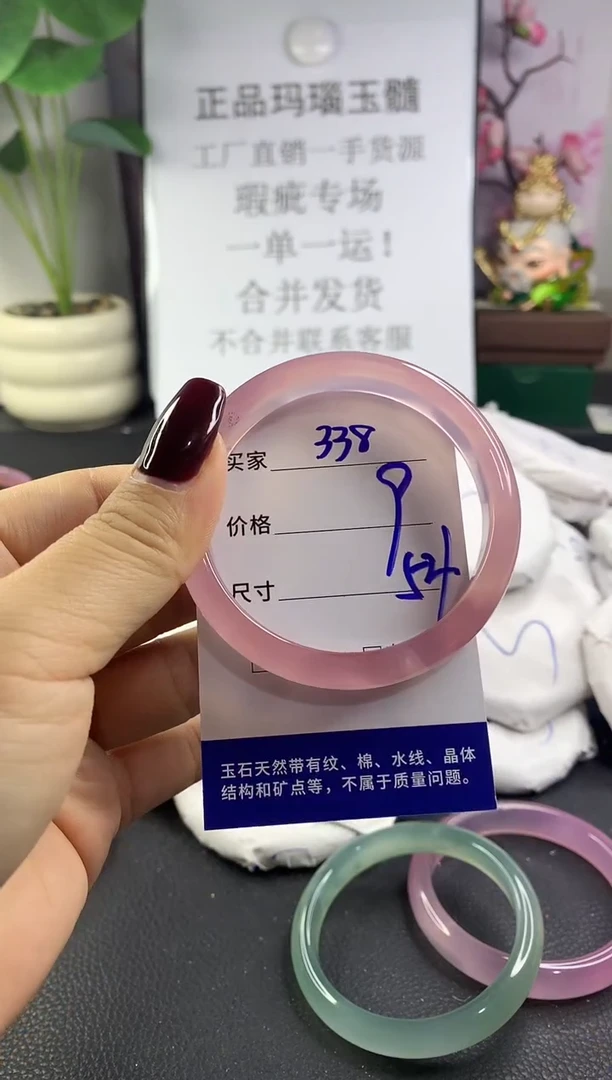 正品玛瑙玉髓
工厂直销一手货源
瑕疵专场
一单一运！
合并发货
不合并联系客服
买家 338
价格 9
尺寸 54
玉石天然带有纹、棉、水线、晶体
结构和矿点等，不属于质量问题。